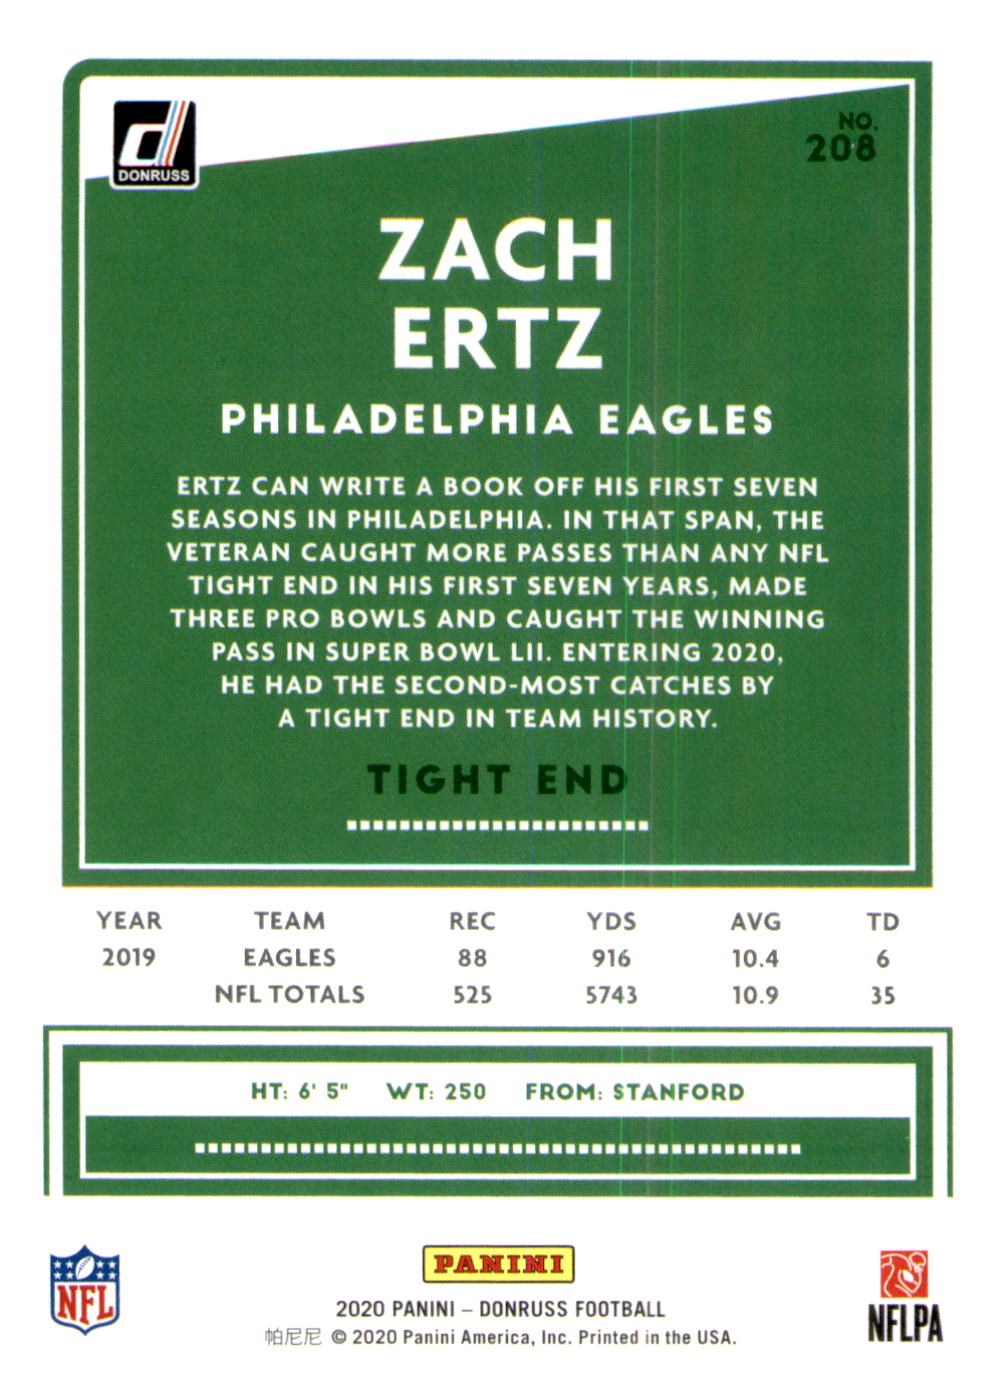 DONRUSS
NO.
208
ZACH
ERTZ
PHILADELPHIA EAGLES
ERTZ CAN WRITE A BOOK OFF HIS FIRST SEVEN
SEASONS IN PHILADELPHIA. IN THAT SPAN, THE
VETERAN CAUGHT MORE PASSES THAN ANY NFL
TIGHT END IN HIS FIRST SEVEN YEARS, MADE
THREE PRO BOWLS AND CAUGHT THE WINNING
PASS IN SUPER BOWL LII. ENTERING 2020,
HE HAD THE SECOND-MOST CATCHES BY
A TIGHT END IN TEAM HISTORY.
TIGHT END
YEAR TEAM REC YDS AVG TD
2019 EAGLES 88 916 10.4 6
NFL TOTALS 525 5743 10.9 35
HT: 6' 5" WT: 250 FROM: STANFORD
NFL
PANINI
NFLPA
2020 PANINI – DONRUSS FOOTBALL
帕尼尼 © 2020 Panini America, Inc. Printed in the USA.